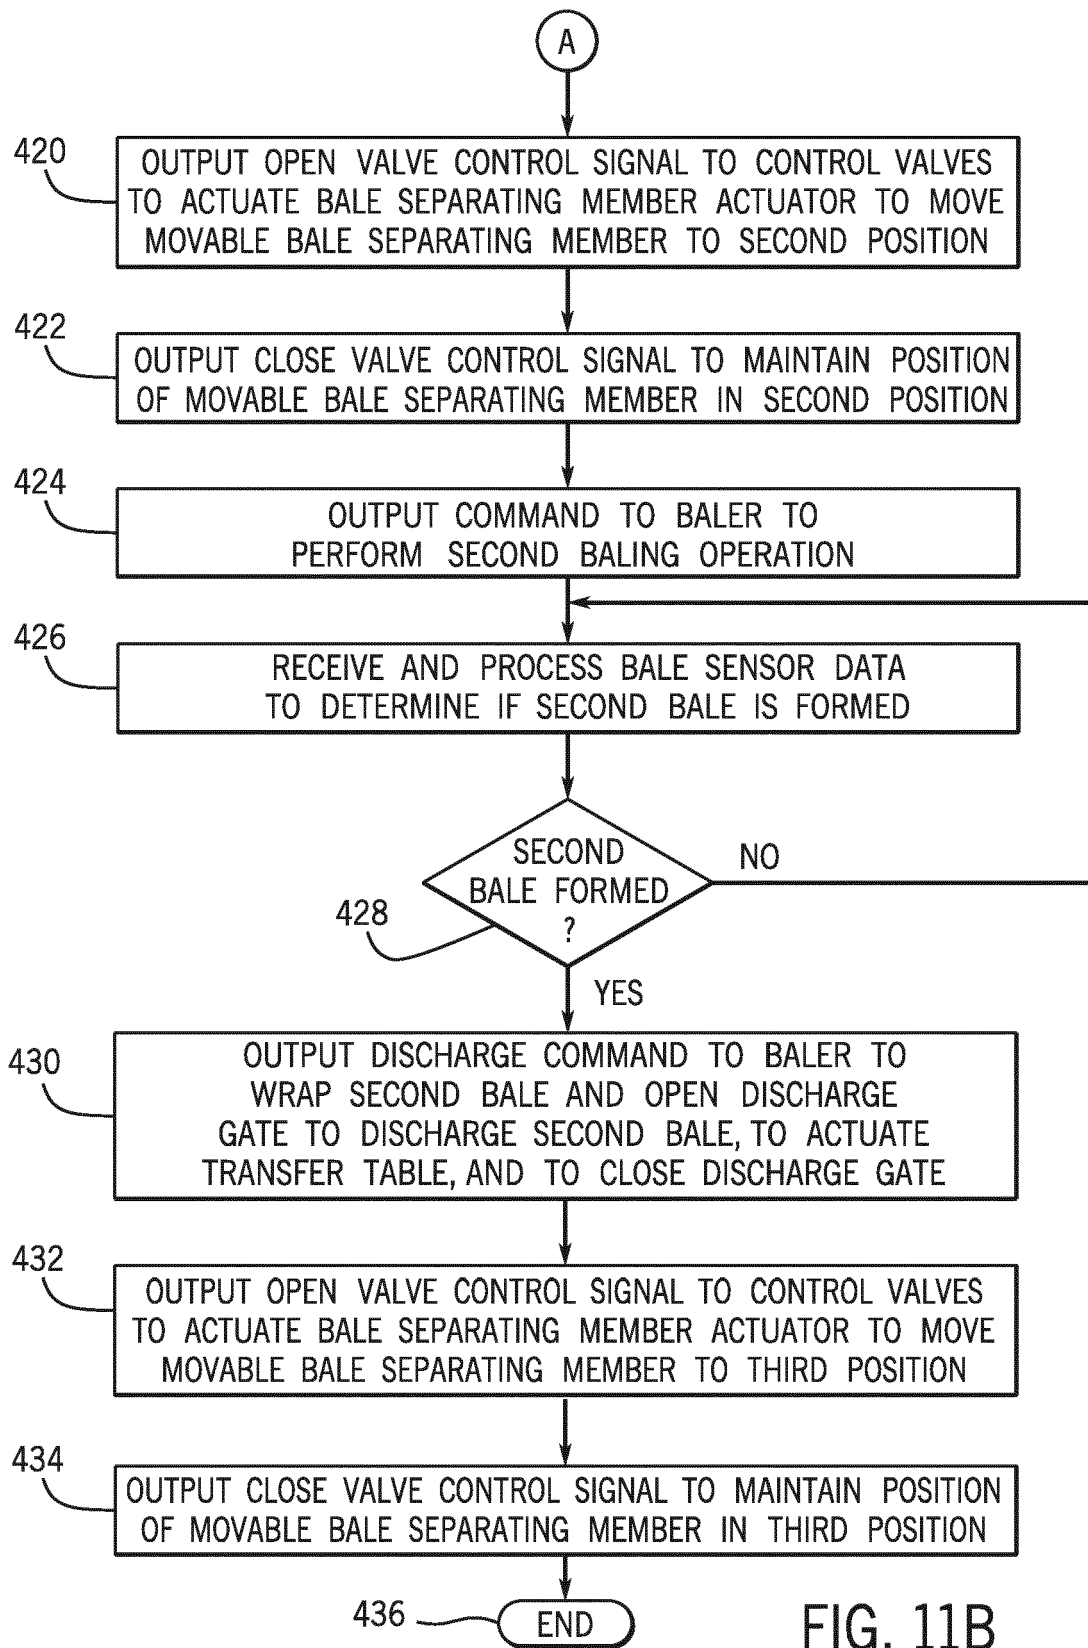 A
420
OUTPUT OPEN VALVE CONTROL SIGNAL TO CONTROL VALVES
TO ACTUATE BALE SEPARATING MEMBER ACTUATOR TO MOVE
MOVABLE BALE SEPARATING MEMBER TO SECOND POSITION
422
OUTPUT CLOSE VALVE CONTROL SIGNAL TO MAINTAIN POSITION
OF MOVABLE BALE SEPARATING MEMBER IN SECOND POSITION
424
OUTPUT COMMAND TO BALER TO
PERFORM SECOND BALING OPERATION
426
RECEIVE AND PROCESS BALE SENSOR DATA
TO DETERMINE IF SECOND BALE IS FORMED
SECOND
BALE FORMED
?
NO
428
YES
430
OUTPUT DISCHARGE COMMAND TO BALER TO
WRAP SECOND BALE AND OPEN DISCHARGE
GATE TO DISCHARGE SECOND BALE, TO ACTUATE
TRANSFER TABLE, AND TO CLOSE DISCHARGE GATE
432
OUTPUT OPEN VALVE CONTROL SIGNAL TO CONTROL VALVES
TO ACTUATE BALE SEPARATING MEMBER ACTUATOR TO MOVE
MOVABLE BALE SEPARATING MEMBER TO THIRD POSITION
434
OUTPUT CLOSE VALVE CONTROL SIGNAL TO MAINTAIN POSITION
OF MOVABLE BALE SEPARATING MEMBER IN THIRD POSITION
436
END
FIG. 11B